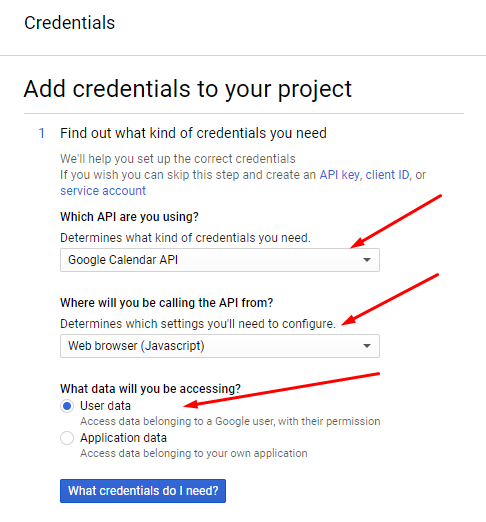 Credentials
Add credentials to your project
1 Find out what kind of credentials you need
We'll help you set up the correct credentials
If you wish you can skip this step and create an API key, client ID, or
service account
Which API are you using?
Determines what kind of credentials you need.
Google Calendar API
Where will you be calling the API from?
Determines which settings you'll need to configure.
Web browser (Javascript)
What data will you be accessing?
User data
Access data belonging to a Google user, with their permission
Application data
Access data belonging to your own application
What credentials do I need?